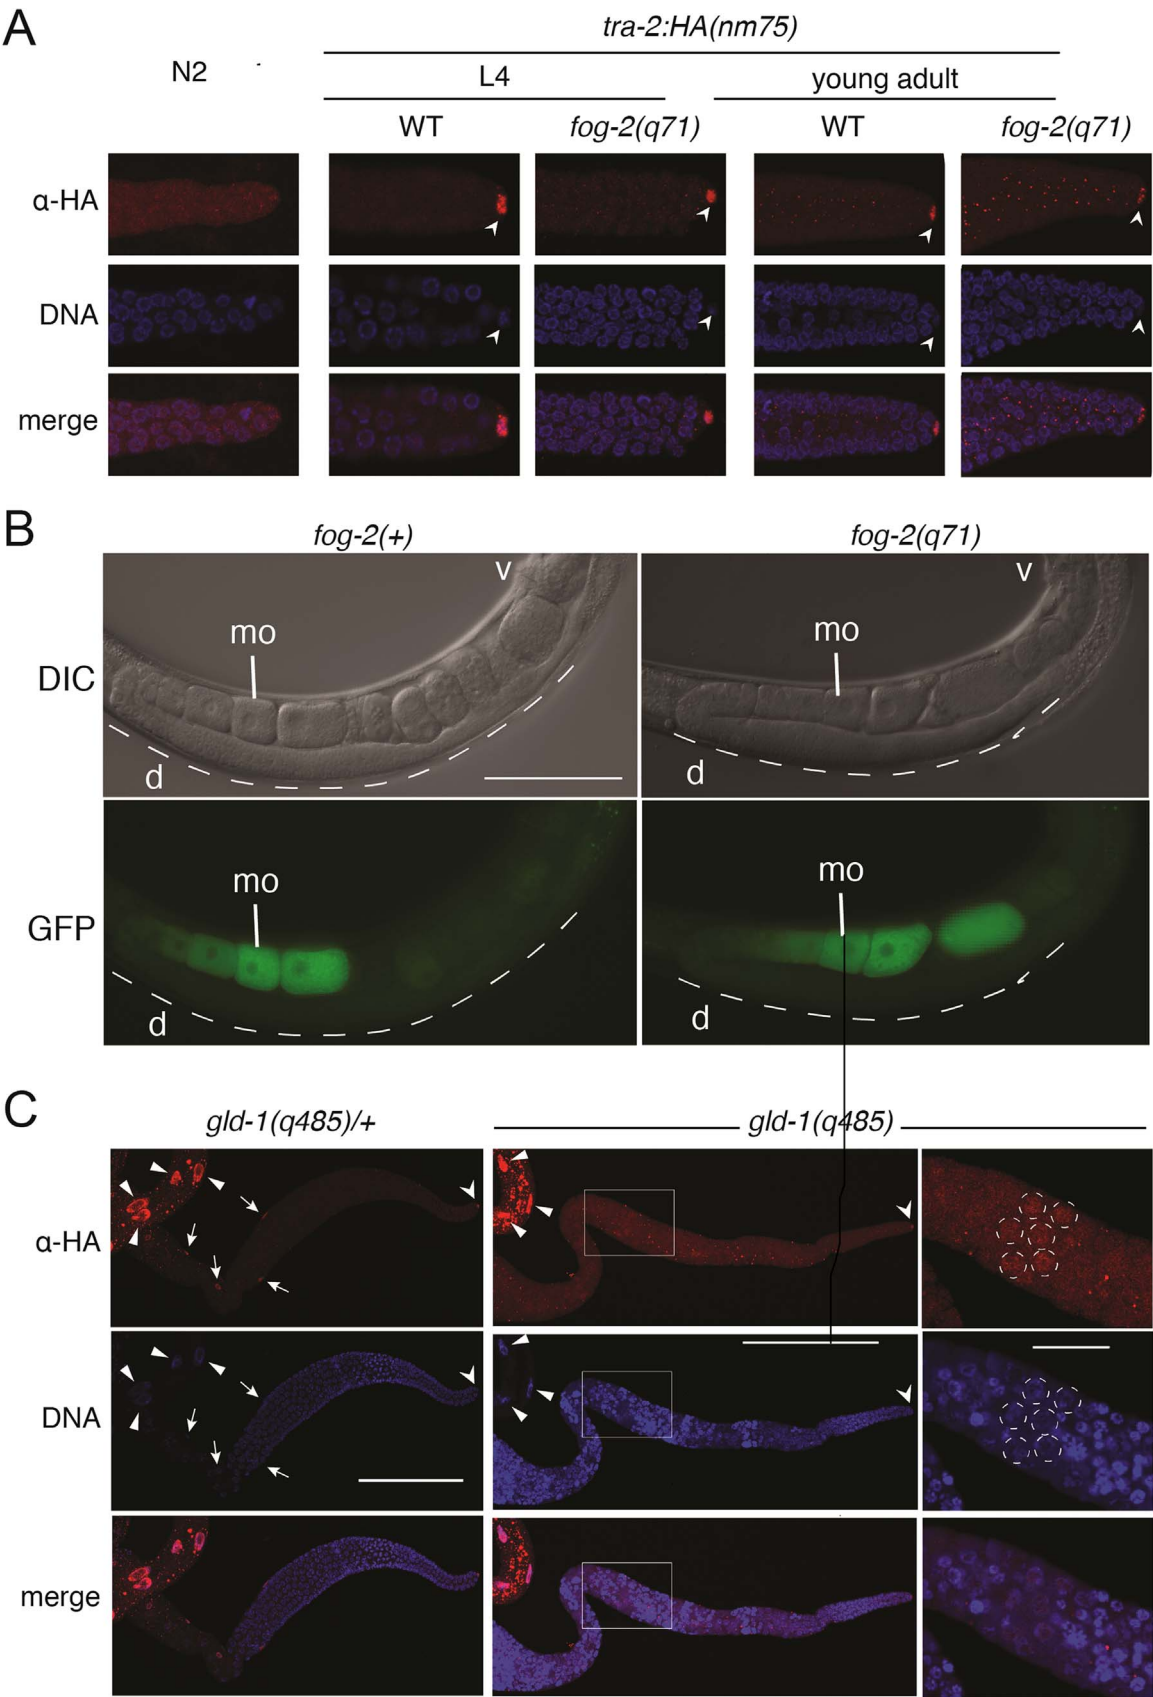 A
tra-2:HA(nm75)
N2
L4
young adult
WT
fog-2(q71)
WT
fog-2(q71)
α-HA
DNA
merge
B
fog-2(+)
fog-2(q71)
v
v
mo
mo
DIC
d
d
mo
mo
GFP
d
d
C
gld-1(q485)/+
gld-1(q485)
α-HA
DNA
merge